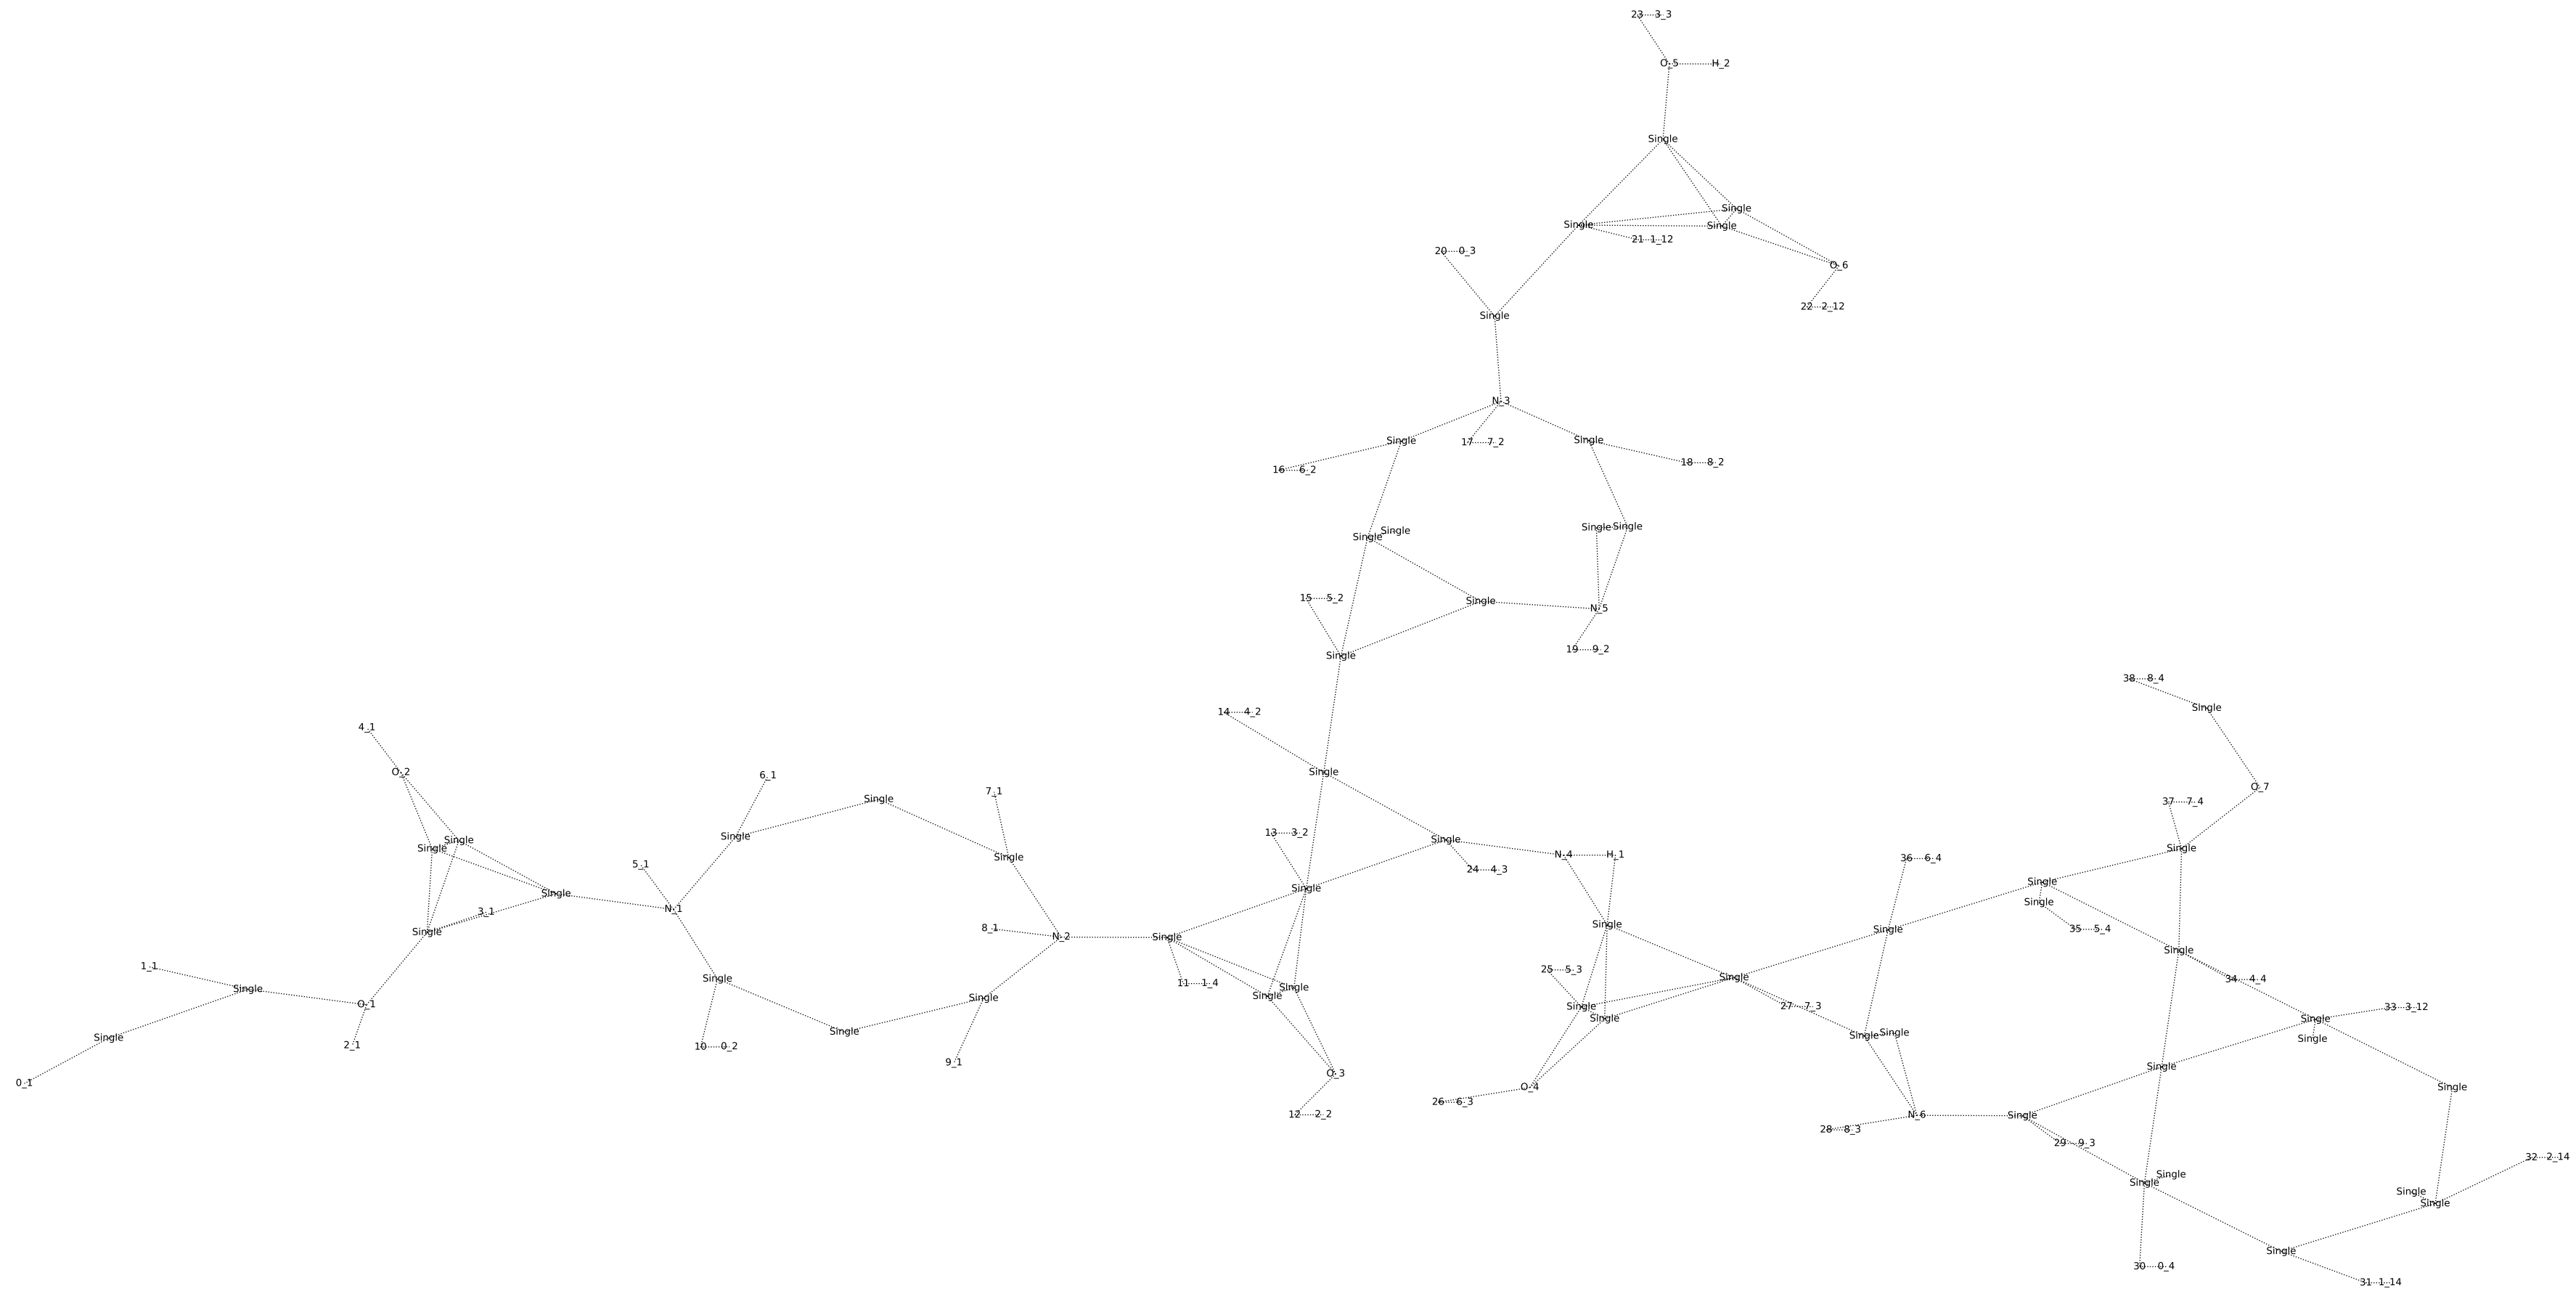 23 3_3
O_5 H_2
Single
Single
Single Single
21 1_12
20 0_3
O_6
22 2_12
Single
N_3
Single 17 7_2 Single
18 8_2
16 6_2
Single Single
Single Single
Single
15 5_2
Single
N_5
19 9_2
Single
38 8_4
Single
14 4_2
4_1
O_2
Single
6_1
O_7
7_1
Single
37 7_4
13 3_2
Single
Single
Single
Single
Single
Single
N_4 H_1
36 6_4
Single
5_1
24 4_3
Single
Single
Single
Single
N_1
3_1
Single
35 5_4
Single
Single
Single
8_1
N_2
Single
Single
1_1
25 5_3
Single
Single
Single
34 4_4
11 1_4
Single
Single
Single
Single
O_1
Single
27 7_3
33 3_12
Single
Single
Single
Single
Single
Single
Single
2_1
10 0_2
9_1
Single
O_3
0_1
O_4
Single
26 6_3
12 2_2
N_6
Single
28 8_3
29 9_3
32 2_14
Single
Single
Single
Single
Single
30 0_4
31 1_14